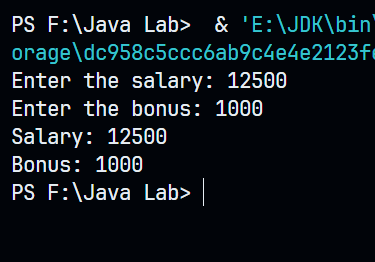 PS F:\Java Lab>  & 'E:\JDK\bin\
orage\dc958c5ccc6ab9c4e4e2123f
Enter the salary: 12500
Enter the bonus: 1000
Salary: 12500
Bonus: 1000
PS F:\Java Lab>